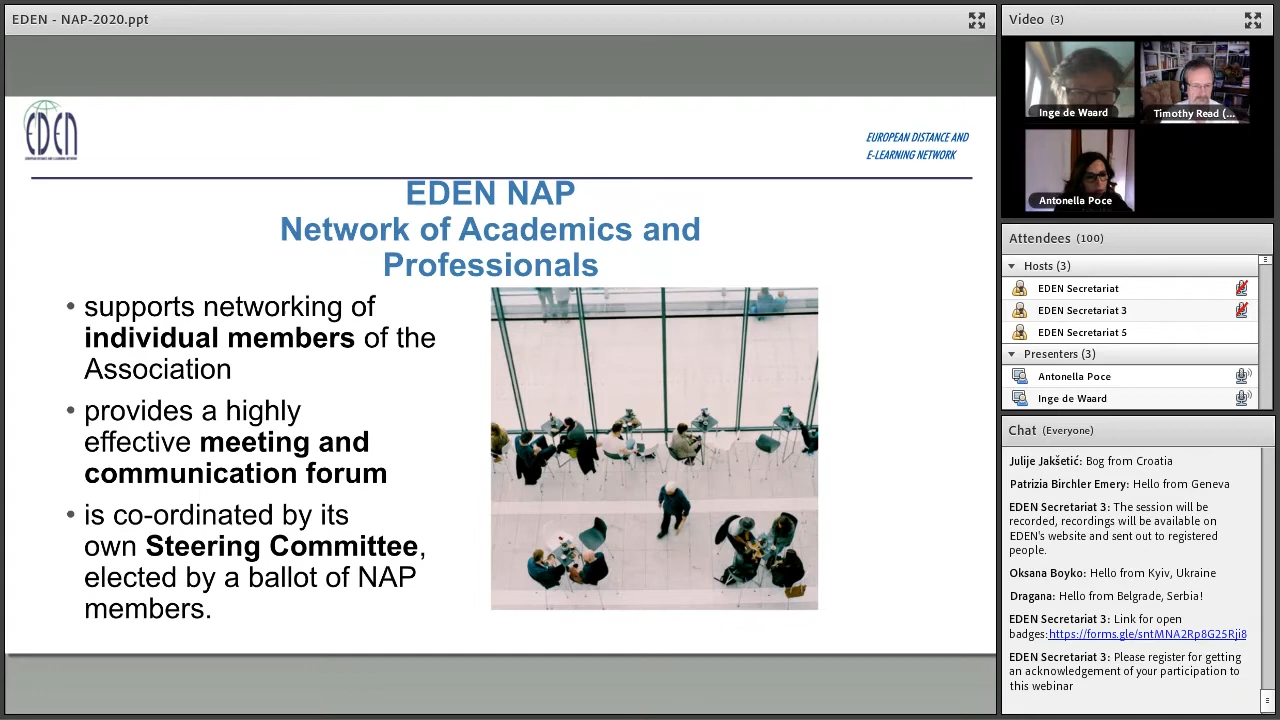 EDEN - NAP-2020.ppt
EDEN
EUROPEAN DISTANCE AND E-LEARNING NETWORK
EUROPEAN DISTANCE AND
E-LEARNING NETWORK
EDEN NAP
Network of Academics and
Professionals
• supports networking of
individual members of the
Association
• provides a highly
effective meeting and
communication forum
• is co-ordinated by its
own Steering Committee,
elected by a ballot of NAP
members.
Video (3)
Inge de Waard
Timothy Read (...
Antonella Poce
Attendees (100)
Hosts (3)
EDEN Secretariat
EDEN Secretariat 3
EDEN Secretariat 5
Presenters (3)
Antonella Poce
Inge de Waard
Chat (Everyone)
Julije Jakšetić: Bog from Croatia
Patrizia Birchler Emery: Hello from Geneva
EDEN Secretariat 3: The session will be
recorded, recordings will be available on
EDEN's website and sent out to registered
people.
Oksana Boyko: Hello from Kyiv, Ukraine
Dragana: Hello from Belgrade, Serbia!
EDEN Secretariat 3: Link for open
badges:https://forms.gle/sntMNA2Rp8G25Rji8
EDEN Secretariat 3: Please register for getting
an acknowledgement of your participation to
this webinar